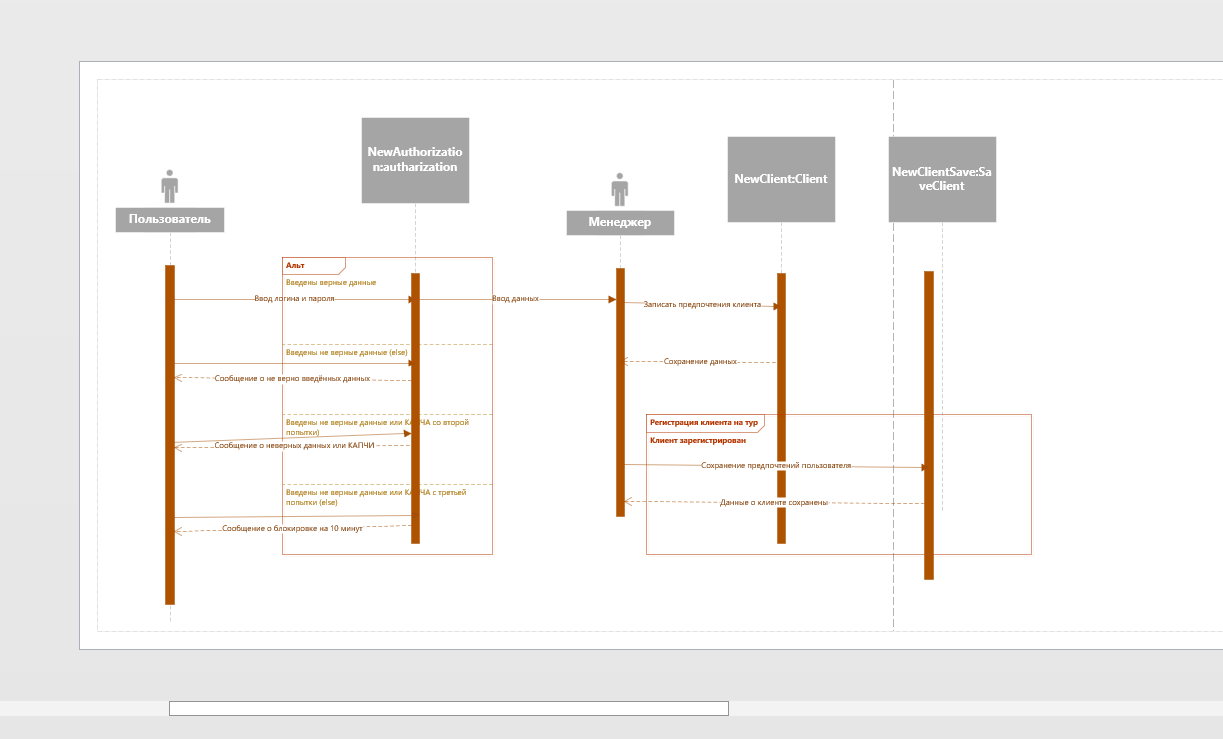 NewAuthorizatio
n:autharization
NewClient:Client
NewClientSave:Sa
veClient
Пользователь
Менеджер
Альт
Введены верные данные
Ввод логина и пароля
Ввод данных
Записать предпочтения клиента
Введены не верные данные (else)
Сохранение данных
Сообщение о не верно введённых данных
Введены не верные данные или КАПЧА со второй
попытки)
Регистрация клиента на тур
Клиент зарегистрирован
Сообщение о неверных данных или КАПЧИ
Сохранение предпочтений пользователя
Введены не верные данные или КАПЧА с третьей
попытки (else)
Данные о клиенте сохранены
Сообщение о блокировке на 10 минут